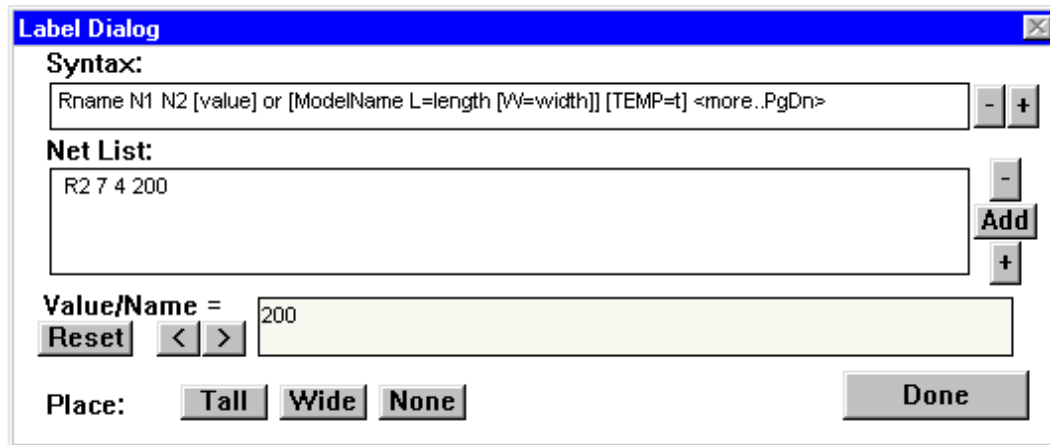 Label Dialog
Syntax:
Rname N1 N2 [value] or [ModelName L=length [W=width]] [TEMP=t] <more..PgDn>
- +
Net List:
R2 7 4 200
-
Add
+
Value/Name =
200
Reset < >
Place: Tall Wide None Done